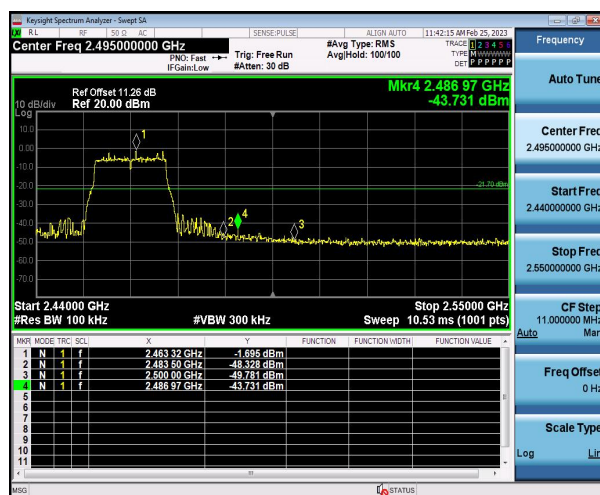 Keysight Spectrum Analyzer - Swept SA
RL RF 50 Ω AC SENSE:PULSE ALIGN AUTO 11:42:15 AM Feb 25, 2023
Center Freq 2.495000000 GHz
PNO: Fast
IFGain:Low
Trig: Free Run
#Atten: 30 dB
#Avg Type: RMS
Avg|Hold: 100/100
TRACE 1 2 3 4 5 6
TYPE M W W W W W
DET P P P P P P
Ref Offset 11.26 dB
10 dB/div Ref 20.00 dBm
Mkr4 2.486 97 GHz
-43.731 dBm
Log
10.0
0.00
-10.0
-20.0
-30.0
-40.0
-50.0
-60.0
-70.0
1
2
4
3
-21.70 dBm
Start 2.44000 GHz Stop 2.55000 GHz
#Res BW 100 kHz #VBW 300 kHz Sweep 10.53 ms (1001 pts)
MKR MODE TRC SCL X Y FUNCTION FUNCTION WIDTH FUNCTION VALUE
1 N 1 f 2.463 32 GHz -1.695 dBm
2 N 1 f 2.483 50 GHz -48.328 dBm
3 N 1 f 2.500 00 GHz -49.781 dBm
4 N 1 f 2.486 97 GHz -43.731 dBm
5
6
7
8
9
10
11
MSG STATUS
Frequency
Auto Tune
Center Freq
2.495000000 GHz
Start Freq
2.440000000 GHz
Stop Freq
2.550000000 GHz
CF Step
11.000000 MHz
Auto Man
Freq Offset
0 Hz
Scale Type
Log Lin